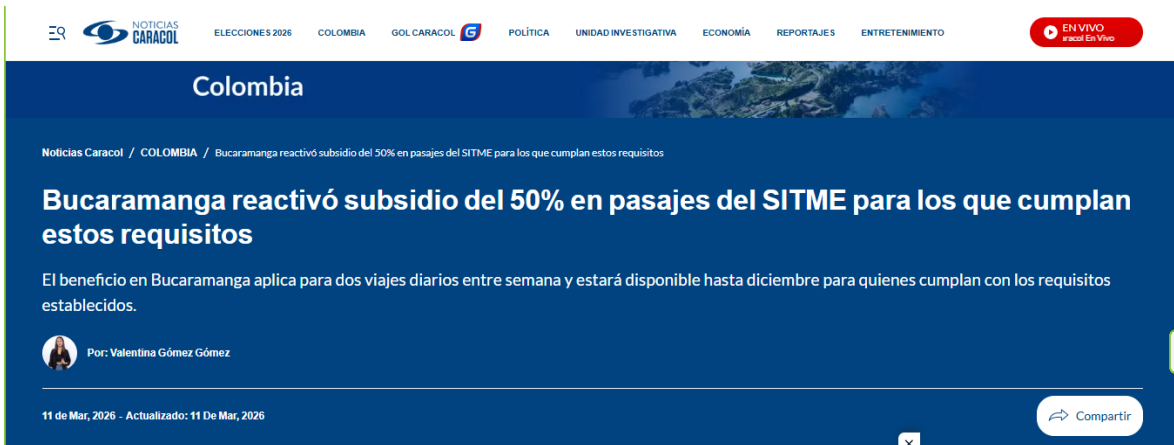 NOTICIAS
CARACOL
ELECCIONES 2026 COLOMBIA GOL CARACOL G POLÍTICA UNIDAD INVESTIGATIVA ECONOMÍA REPORTAJES ENTRETENIMIENTO
EN VIVO
aracol En Vivo
Colombia
Noticias Caracol / COLOMBIA / Bucaramanga reactivó subsidio del 50% en pasajes del SITME para los que cumplan estos requisitos
Bucaramanga reactivó subsidio del 50% en pasajes del SITME para los que cumplan
estos requisitos
El beneficio en Bucaramanga aplica para dos viajes diarios entre semana y estará disponible hasta diciembre para quienes cumplan con los requisitos
establecidos.
Por: Valentina Gómez Gómez
11 de Mar, 2026 - Actualizado: 11 De Mar, 2026
Compartir